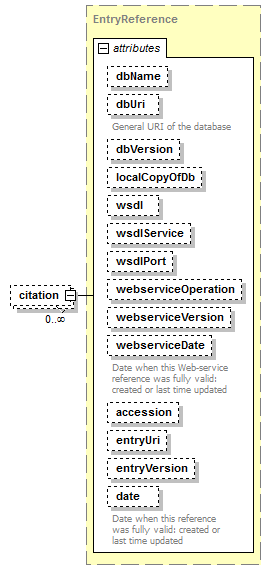 EntryReference
attributes
dbName
dbUri
General URI of the database
dbVersion
localCopyOfDb
wsdl
wsdlService
wsdlPort
citation
0..∞
webserviceOperation
webserviceVersion
webserviceDate
Date when this Web-service
reference was fully valid:
created or last time updated
accession
entryUri
entryVersion
date
Date when this reference
was fully valid: created or
last time updated